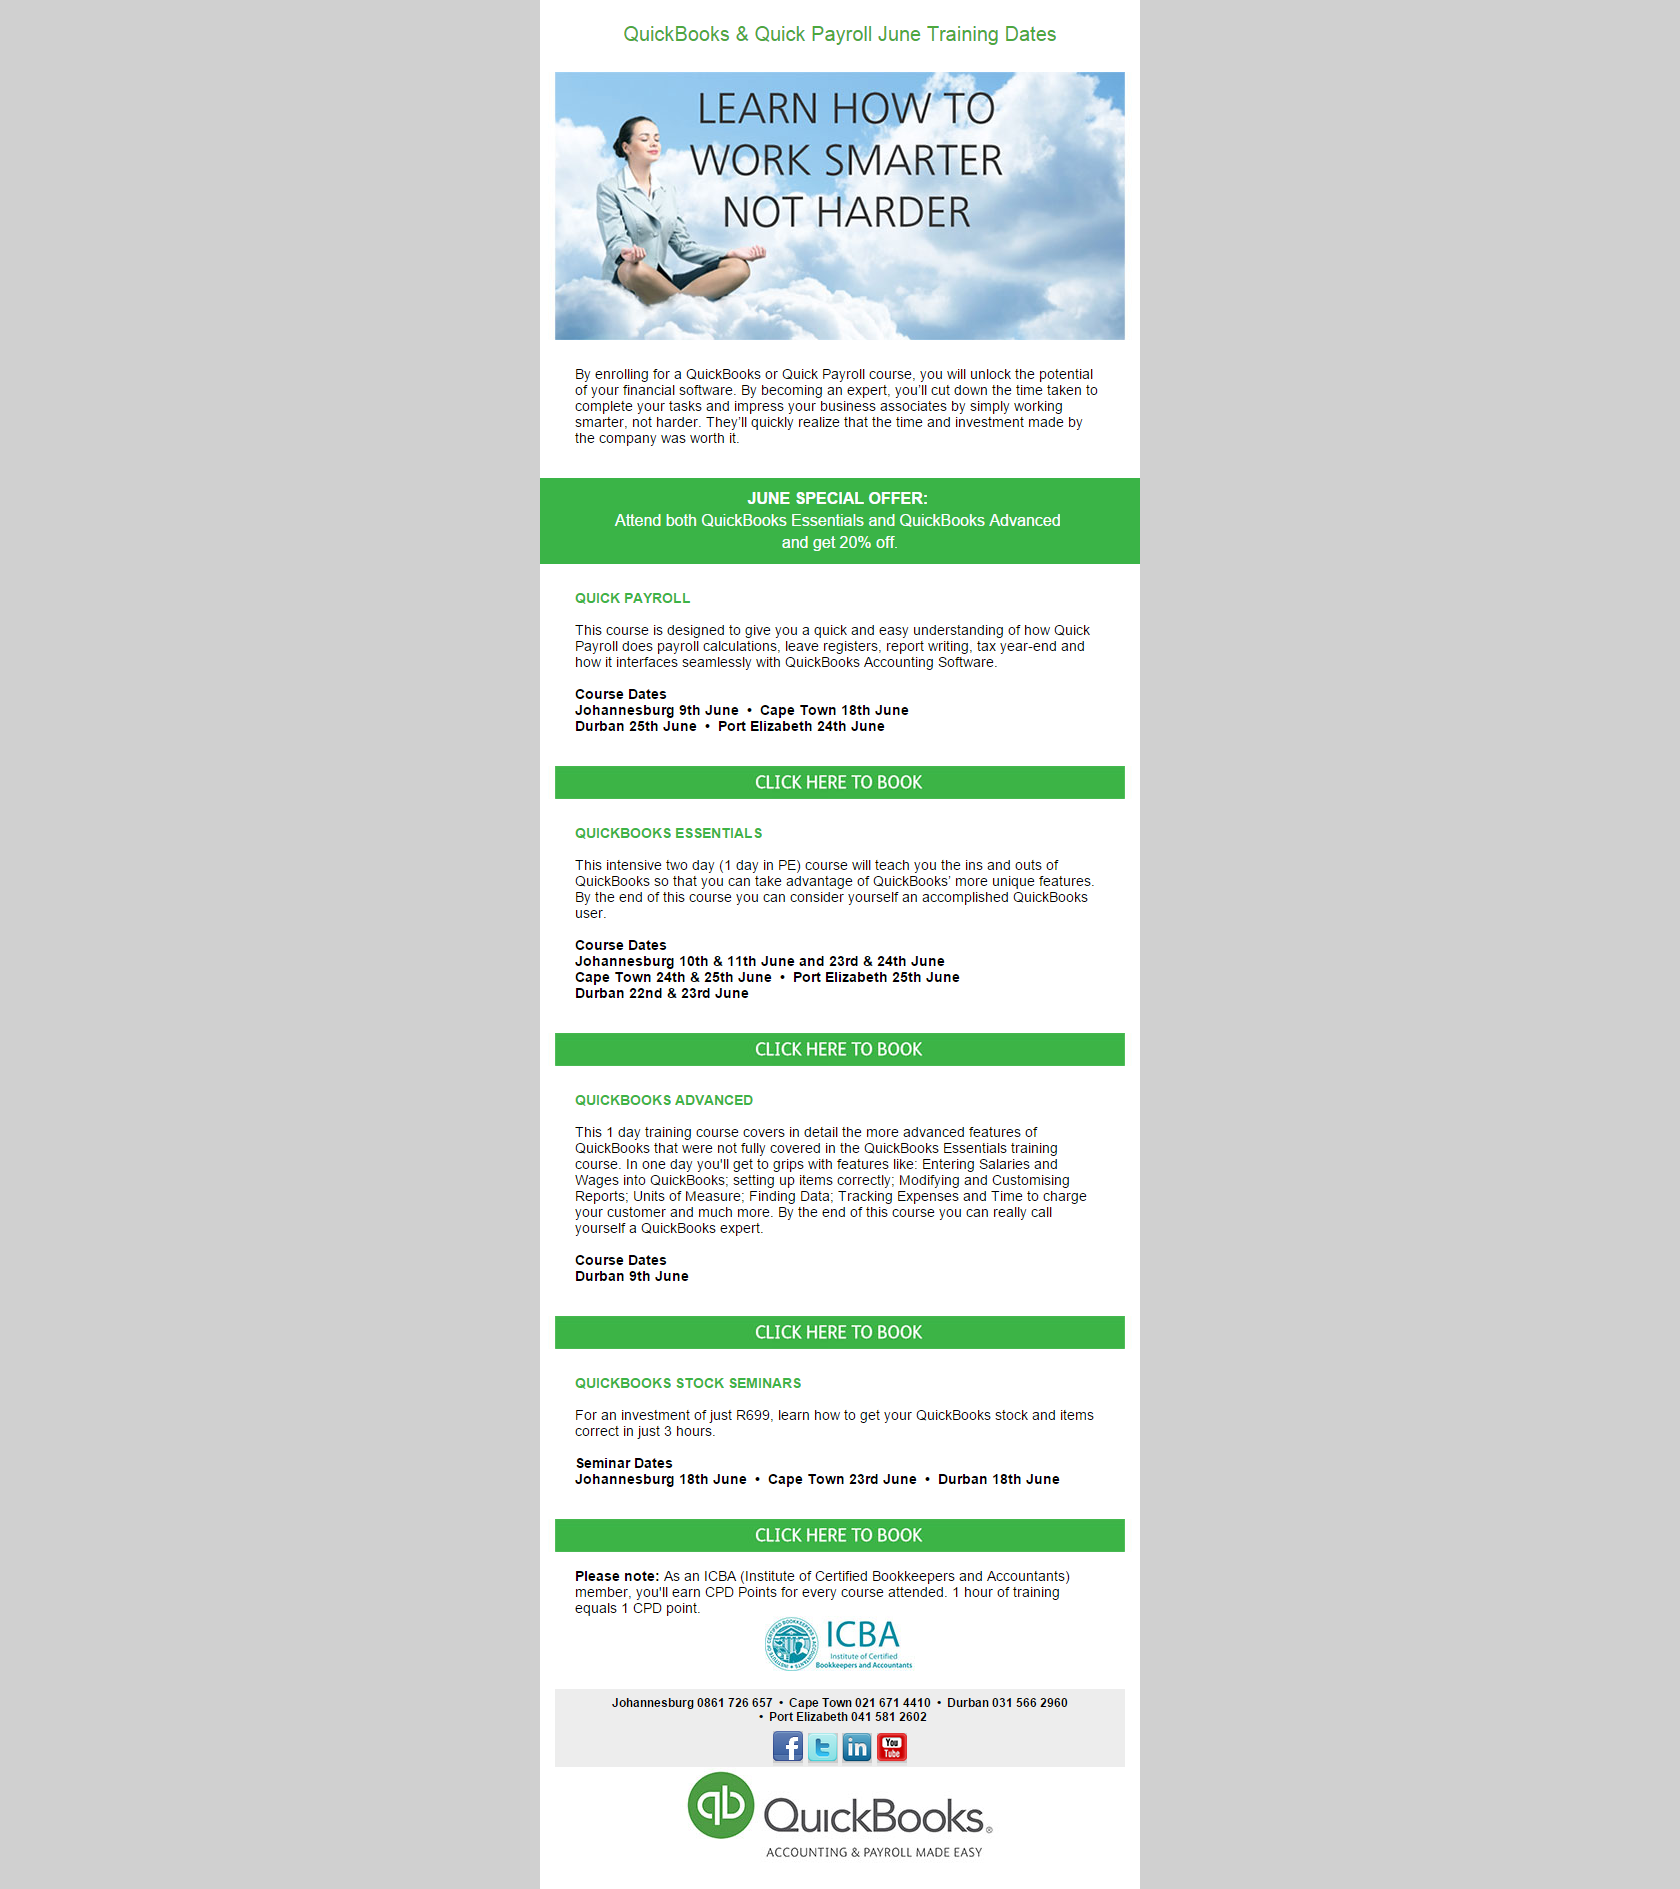 QuickBooks & Quick Payroll June Training Dates
LEARN HOW TO
WORK SMARTER
NOT HARDER
By enrolling for a QuickBooks or Quick Payroll course, you will unlock the potential
of your financial software. By becoming an expert, you’ll cut down the time taken to
complete your tasks and impress your business associates by simply working
smarter, not harder. They’ll quickly realize that the time and investment made by
the company was worth it.
JUNE SPECIAL OFFER:
Attend both QuickBooks Essentials and QuickBooks Advanced
and get 20% off.
QUICK PAYROLL
This course is designed to give you a quick and easy understanding of how Quick
Payroll does payroll calculations, leave registers, report writing, tax year-end and
how it interfaces seamlessly with QuickBooks Accounting Software.
Course Dates
Johannesburg 9th June • Cape Town 18th June
Durban 25th June • Port Elizabeth 24th June
CLICK HERE TO BOOK
QUICKBOOKS ESSENTIALS
This intensive two day (1 day in PE) course will teach you the ins and outs of
QuickBooks so that you can take advantage of QuickBooks’ more unique features.
By the end of this course you can consider yourself an accomplished QuickBooks
user.
Course Dates
Johannesburg 10th & 11th June and 23rd & 24th June
Cape Town 24th & 25th June • Port Elizabeth 25th June
Durban 22nd & 23rd June
CLICK HERE TO BOOK
QUICKBOOKS ADVANCED
This 1 day training course covers in detail the more advanced features of
QuickBooks that were not fully covered in the QuickBooks Essentials training
course. In one day you'll get to grips with features like: Entering Salaries and
Wages into QuickBooks; setting up items correctly; Modifying and Customising
Reports; Units of Measure; Finding Data; Tracking Expenses and Time to charge
your customer and much more. By the end of this course you can really call
yourself a QuickBooks expert.
Course Dates
Durban 9th June
CLICK HERE TO BOOK
QUICKBOOKS STOCK SEMINARS
For an investment of just R699, learn how to get your QuickBooks stock and items
correct in just 3 hours.
Seminar Dates
Johannesburg 18th June • Cape Town 23rd June • Durban 18th June
CLICK HERE TO BOOK
Please note: As an ICBA (Institute of Certified Bookkeepers and Accountants)
member, you'll earn CPD Points for every course attended. 1 hour of training
equals 1 CPD point.
ICBA
Institute of Certified
Bookkeepers and Accountants
Johannesburg 0861 726 657 • Cape Town 021 671 4410 • Durban 031 566 2960
• Port Elizabeth 041 581 2602
f t in You
Tube
qb QuickBooks®
ACCOUNTING & PAYROLL MADE EASY